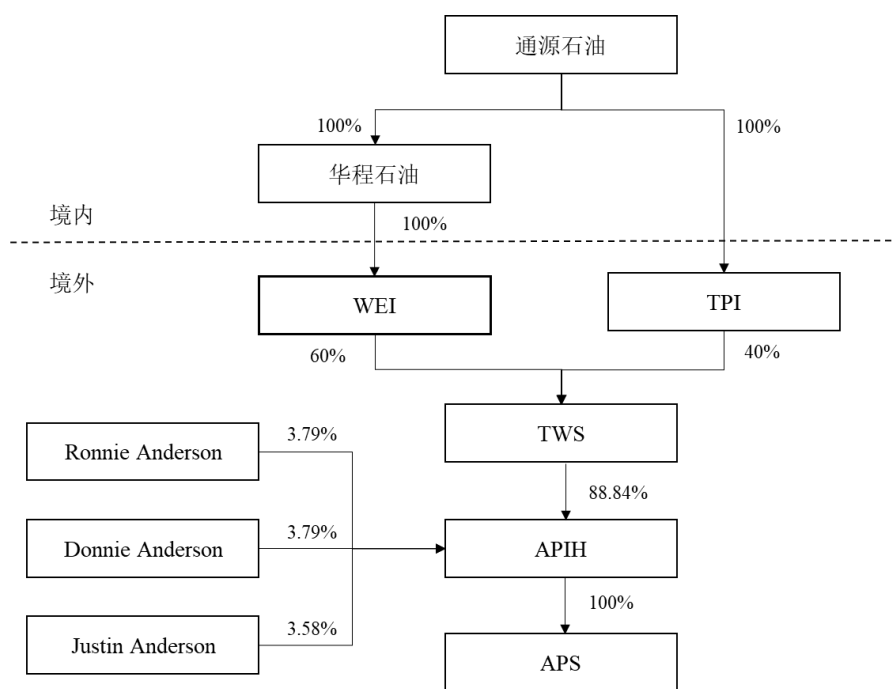 通源石油
100%
100%
华程石油
境内
100%
境外
WEI
TPI
60%
40%
TWS
Ronnie Anderson
3.79%
88.84%
Donnie Anderson
3.79%
APIH
100%
Justin Anderson
3.58%
APS